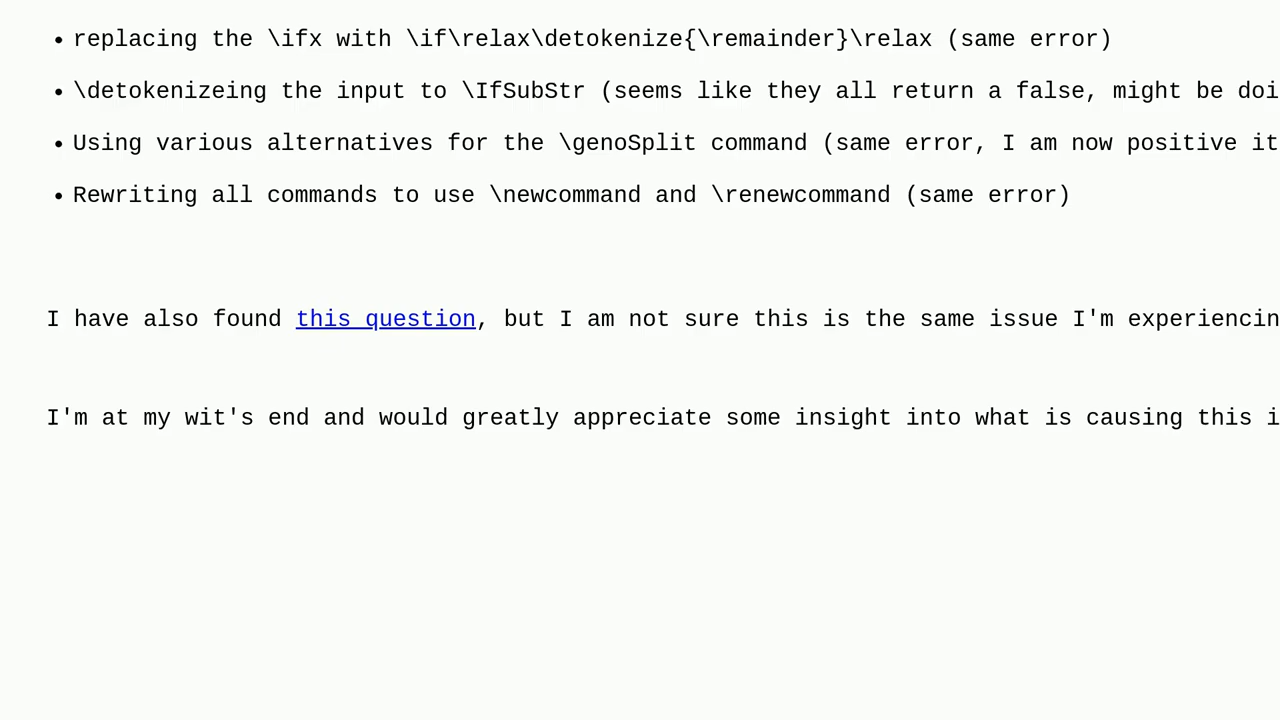 • replacing the \ifx with \if\relax\detokenize{\remainder}\relax (same error)
• \detokenizeing the input to \IfSubStr (seems like they all return a false, might be doi
• Using various alternatives for the \genoSplit command (same error, I am now positive it
• Rewriting all commands to use \newcommand and \renewcommand (same error)
I have also found this question, but I am not sure this is the same issue I'm experiencin
I'm at my wit's end and would greatly appreciate some insight into what is causing this i